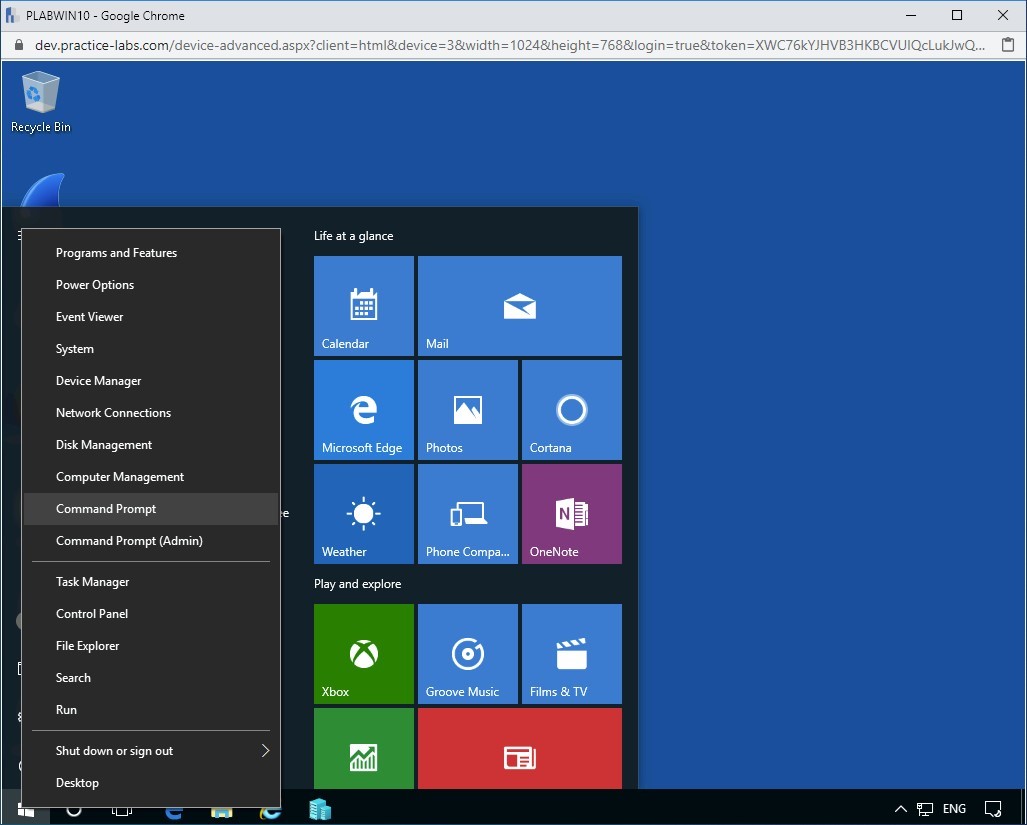 PLABWIN10 - Google Chrome
dev.practice-labs.com/device-advanced.aspx?client=html&device=3&width=1024&height=768&login=true&token=XWC76kYJHVB3HKBCVUIQcLukJwQ...
Recycle Bin
Programs and Features
Power Options
Event Viewer
System
Device Manager
Network Connections
Disk Management
Computer Management
Command Prompt
Command Prompt (Admin)
Task Manager
Control Panel
File Explorer
Search
Run
Shut down or sign out
Desktop
ee
Life at a glance
Calendar
Mail
Microsoft Edge
Photos
Cortana
Weather
Phone Compa...
N
OneNote
Play and explore
Xbox
Groove Music
Films & TV
ENG